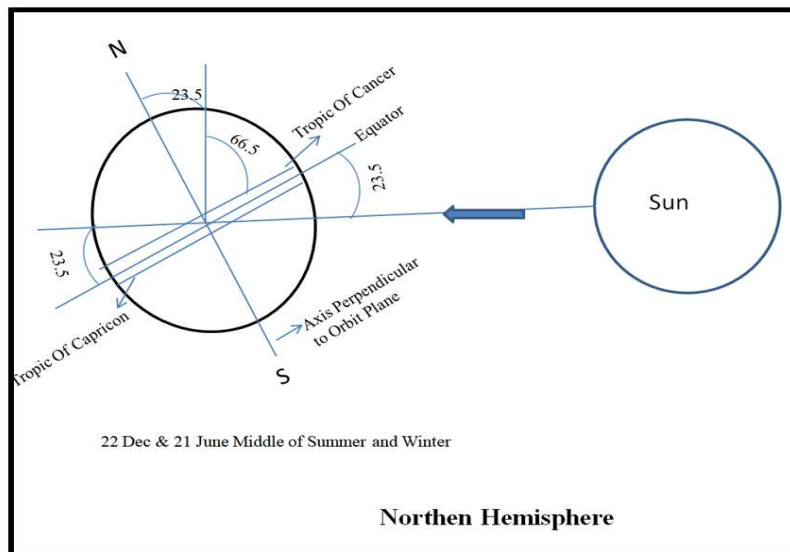 N
23.5
66.5
Tropic Of Cancer
Equator
23.5
Sun
23.5
Tropic Of Capricon
Axis Perpendicular
to Orbit Plane
S
22 Dec & 21 June Middle of Summer and Winter
Northen Hemisphere